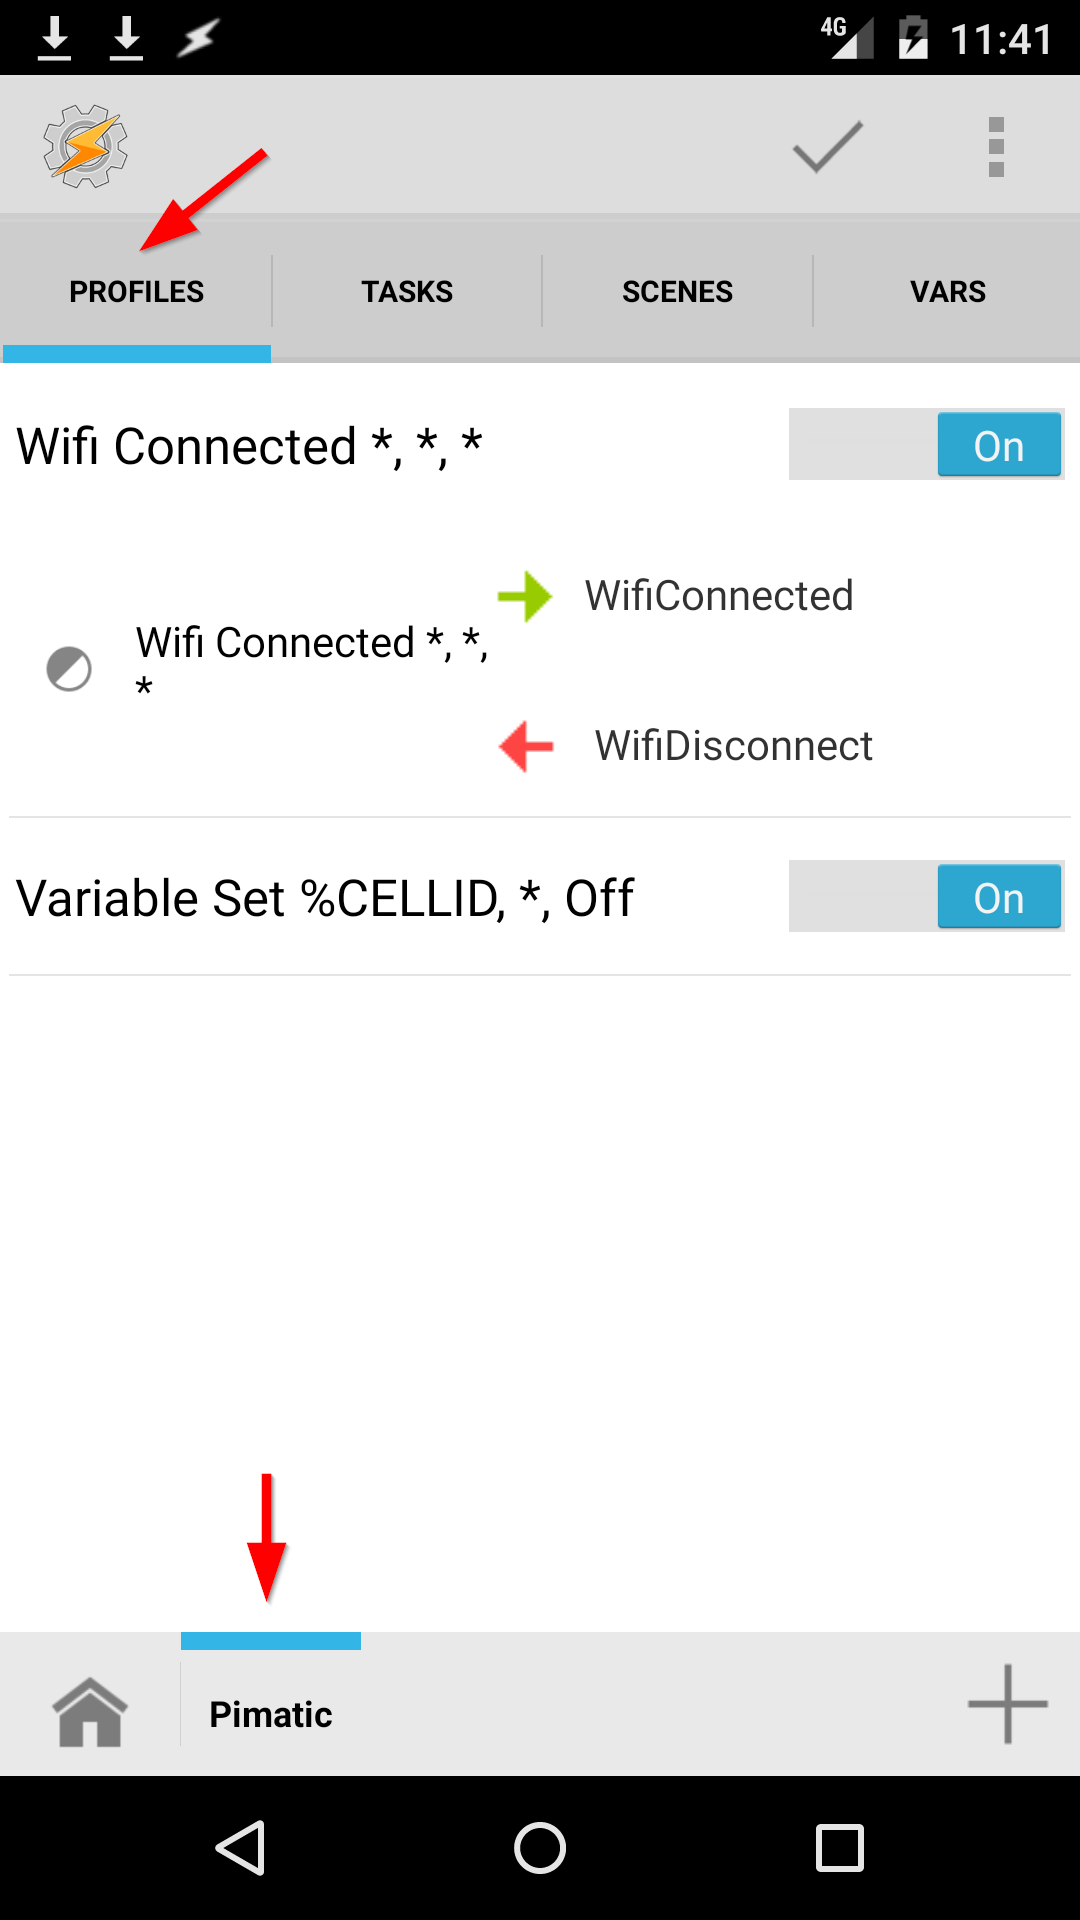 4G 11:41
PROFILES TASKS SCENES VARS
Wifi Connected *, *, * On
WifiConnected
Wifi Connected *, *,
*
WifiDisconnect
Variable Set %CELLID, *, Off On
Pimatic